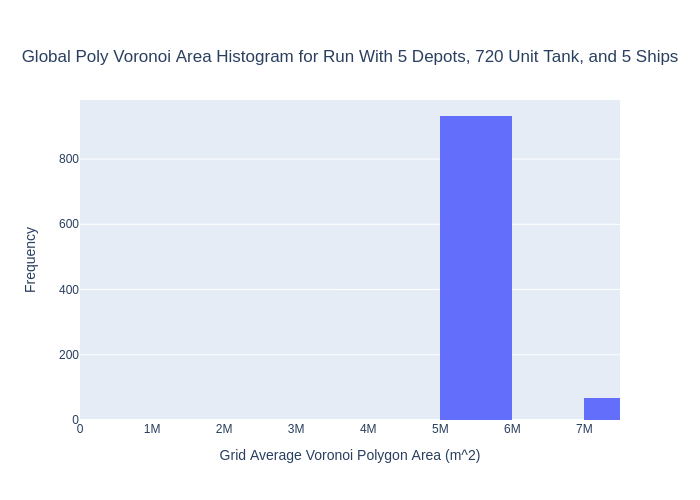 Global Poly Voronoi Area Histogram for Run With 5 Depots, 720 Unit Tank, and 5 Ships
Frequency
800
600
400
200
0
0 1M 2M 3M 4M 5M 6M 7M
Grid Average Voronoi Polygon Area (m^2)